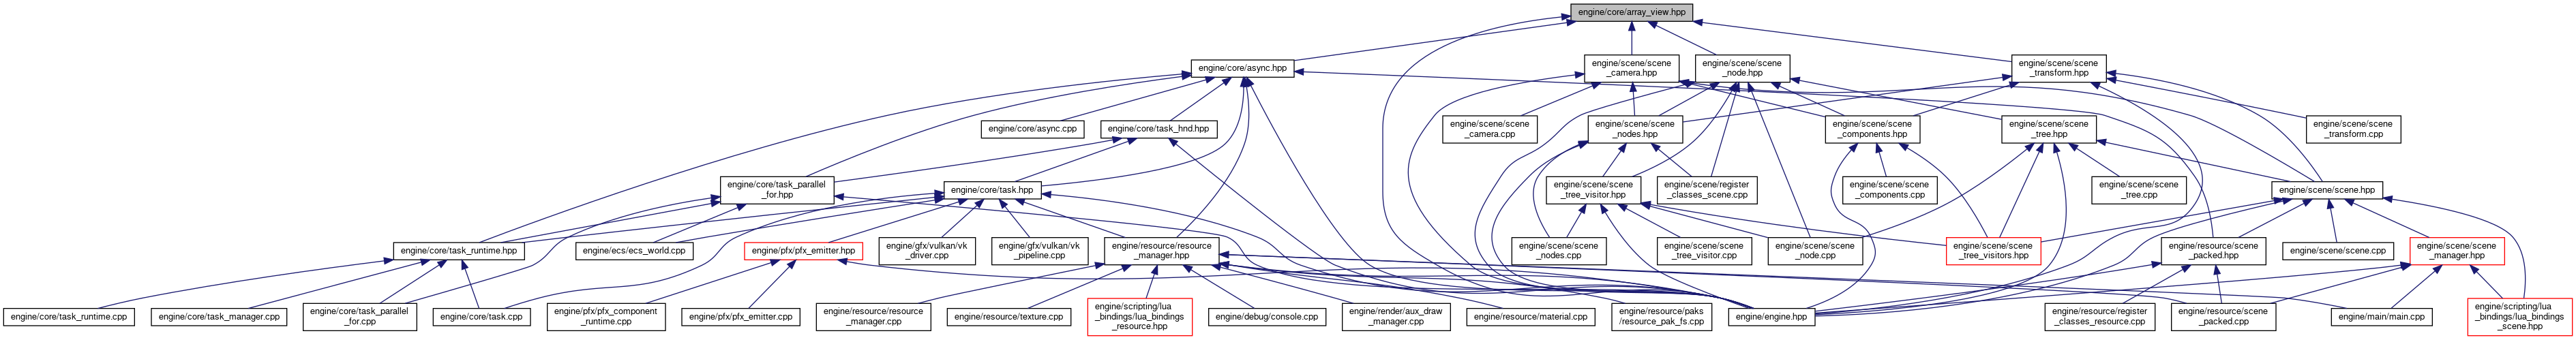 engine/core/array_view.hpp
engine/core/async.hpp
engine/scene/scene
_camera.hpp
engine/scene/scene
_node.hpp
engine/scene/scene
_transform.hpp
engine/core/async.cpp
engine/core/task_hnd.hpp
engine/scene/scene
_camera.cpp
engine/scene/scene
_nodes.hpp
engine/scene/scene
_components.hpp
engine/scene/scene
_tree.hpp
engine/scene/scene
_transform.cpp
engine/core/task_parallel
_for.hpp
engine/core/task.hpp
engine/scene/scene
_tree_visitor.hpp
engine/scene/register
_classes_scene.cpp
engine/scene/scene
_components.cpp
engine/scene/scene
_tree.cpp
engine/scene/scene.hpp
engine/core/task_runtime.hpp
engine/ecs/ecs_world.cpp
engine/pfx/pfx_emitter.hpp
engine/gfx/vulkan/vk
_driver.cpp
engine/gfx/vulkan/vk
_pipeline.cpp
engine/resource/resource
_manager.hpp
engine/scene/scene
_nodes.cpp
engine/scene/scene
_tree_visitor.cpp
engine/scene/scene
_node.cpp
engine/scene/scene
_tree_visitors.hpp
engine/resource/scene
_packed.hpp
engine/scene/scene.cpp
engine/scene/scene
_manager.hpp
engine/core/task_runtime.cpp
engine/core/task_manager.cpp
engine/core/task_parallel
_for.cpp
engine/core/task.cpp
engine/pfx/pfx_component
_runtime.cpp
engine/pfx/pfx_emitter.cpp
engine/resource/resource
_manager.cpp
engine/resource/texture.cpp
engine/scripting/lua
_bindings/lua_bindings
_resource.hpp
engine/debug/console.cpp
engine/render/aux_draw
_manager.cpp
engine/resource/material.cpp
engine/resource/paks
/resource_pak_fs.cpp
engine/engine.hpp
engine/resource/register
_classes_resource.cpp
engine/resource/scene
_packed.cpp
engine/main/main.cpp
engine/scripting/lua
_bindings/lua_bindings
_scene.hpp